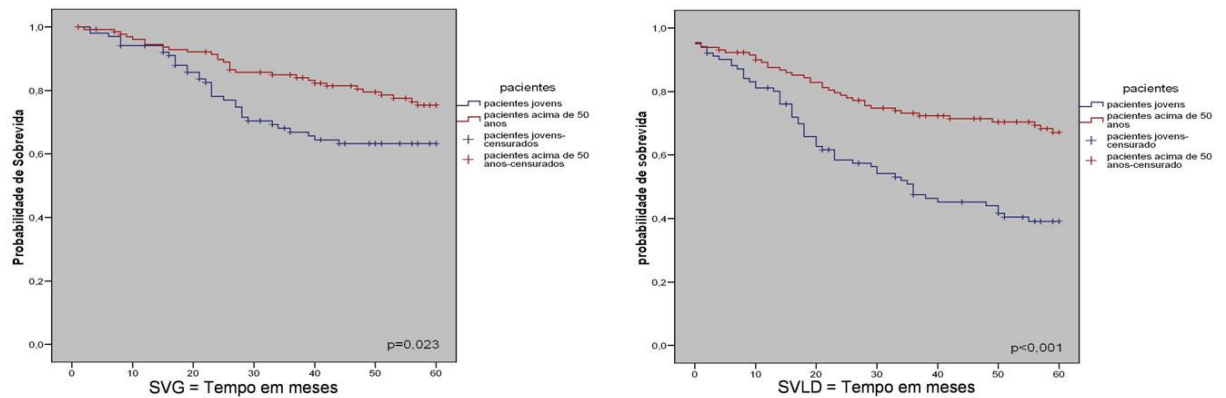 Probabilidade de Sobrevida
1,0
0,8
0,6
0,4
0,2
0,0
0
10
20
30
40
50
60
p=0,023
SVG = Tempo em meses
pacientes
pacientes jovens
pacientes acima de 50
anos
pacientes jovens-
censurados
pacientes acima de 50
anos-censurados
probabilidade de sobrevida
1,0
0,8
0,6
0,4
0,2
0,0
0
10
20
30
40
50
60
p<0,001
SVLD = Tempo em meses
pacientes
pacientes jovens
pacientes acima de 50
anos
pacientes jovens-
censurado
pacientes acima de 50
anos-censurado